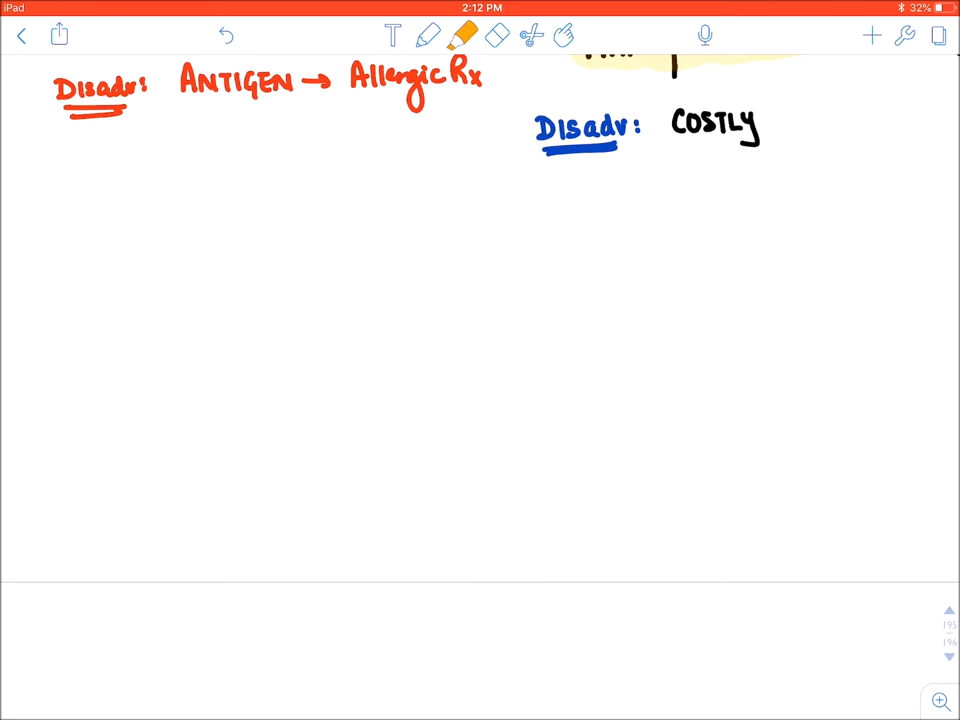 iPad
2:12 PM
32%
T
Disadv: ANTIGEN → Allergic Rx
Disadv: COSTLY
195
196